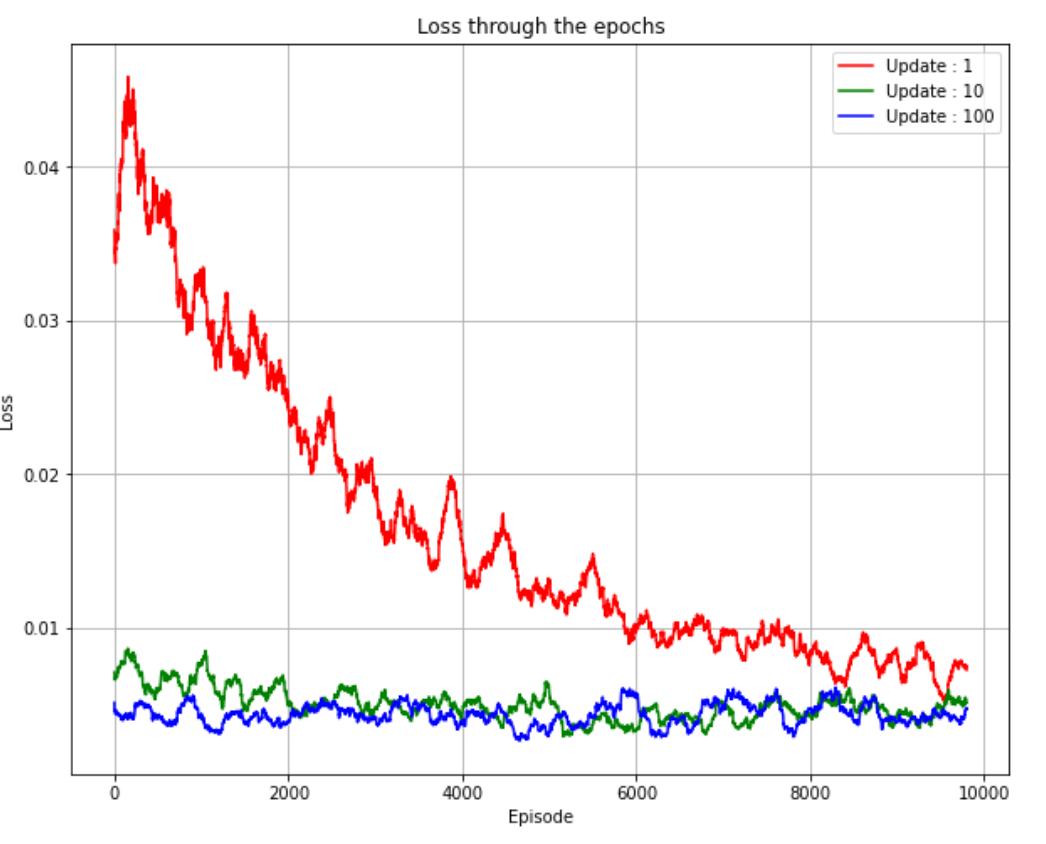 Loss through the epochs
Update : 1
Update : 10
Update : 100
0.04
0.03
0.02
0.01
Loss
0 2000 4000 6000 8000 10000
Episode